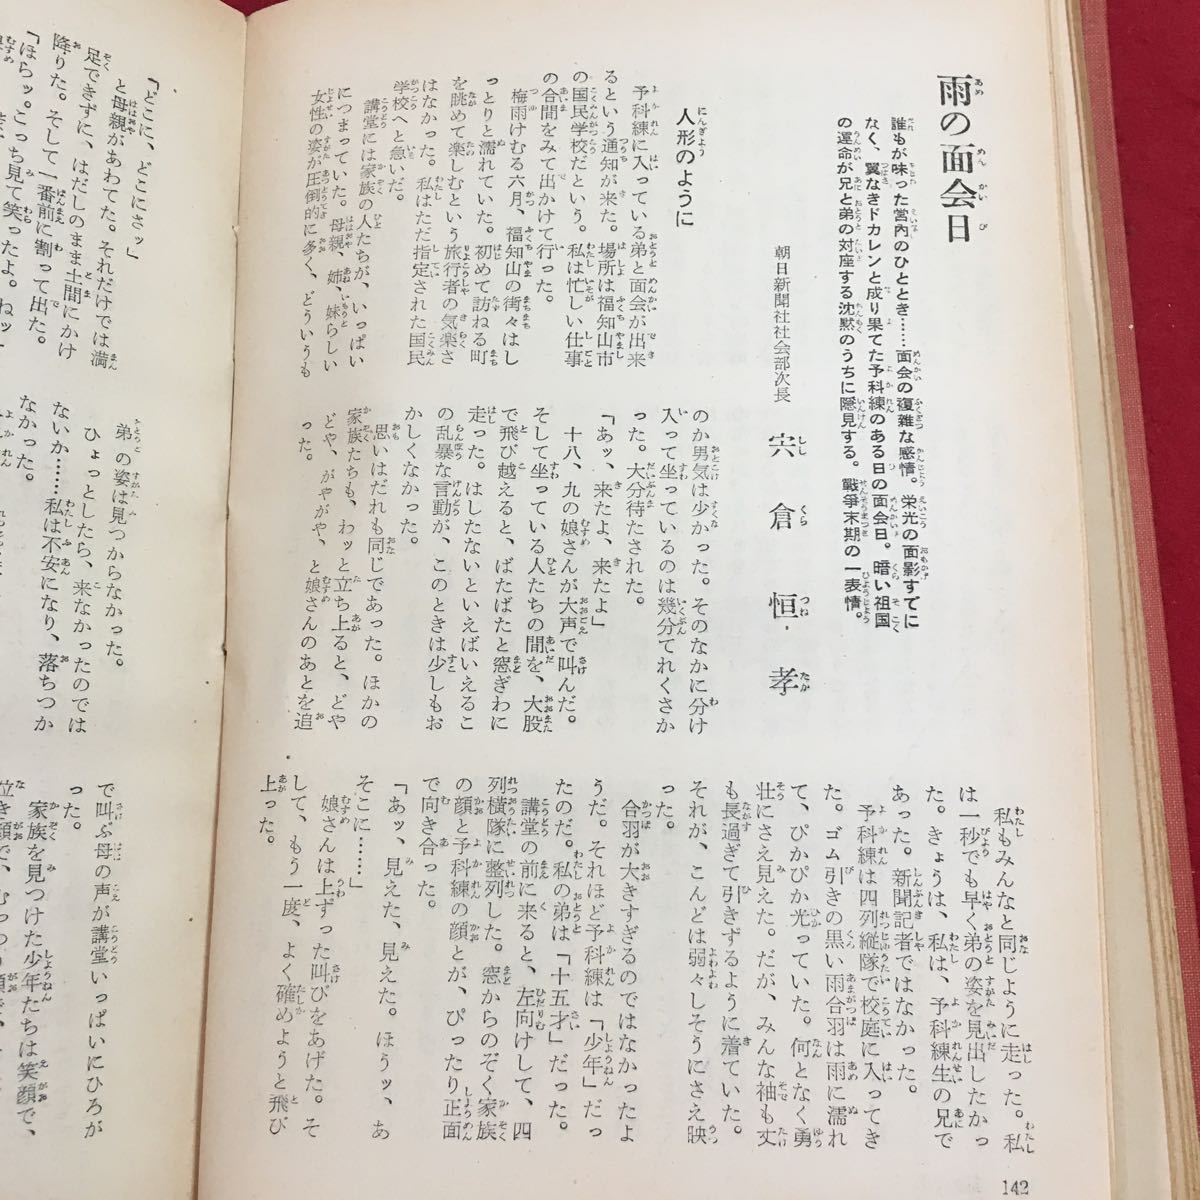 雨の面会日
誰もが味った営内のひととき……面会の複雑な感情。栄光の面影すでに
なく、翼なきドカレンと成り果てた予科練のある日の面会日。暗い祖国
の運命が兄と弟の対座する沈黙のうちに隠見する。戰爭末期の一表情。
朝日新聞社社会部次長
宍倉恒孝
人形のように
予科練に入っている弟と面会が出来
るという通知が来た。場所は福知山市
の国民学校だという。私は忙しい仕事
の合間をみて出かけて行った。
梅雨けむる六月、福知山の街々はし
っとりと濡れていた。初めて訪ねる町
を眺めて楽しむという旅行者の気楽さ
はなかった。私はただ指定された国民
学校へと急いだ。
講堂には家族の人たちが、いっぱい
につまっていた。母親、姉、妹らしい
女性の姿が圧倒的に多く、どういうも
のか男気は少かった。そのなかに分け
入って坐っているのは幾分てれくさか
った。大分待たされた。
「あッ、来たよ、来たよ」
十八、九の娘さんが大声で叫んだ。
そして坐っている人たちの間を、大股
で飛び越えると、ばたばたと窓ぎわに
走った。はしたないといえばいえるこ
の乱暴な言動が、このときは少しもお
かしくなかった。
思いはだれも同じであった。ほかの
家族たちも、わッと立ち上ると、どや
どや、がやがや、と娘さんのあとを追
った。
私もみんなと同じように走った。私
は一秒でも早く弟の姿を見出したかっ
た。きょうは、私は、予科練生の兄で
あった。新聞記者ではなかった。
予科練は四列縦隊で校庭に入ってき
た。ゴム引きの黒い雨合羽は雨に濡れ
て、ぴかぴか光っていた。何となく勇
壮にさえ見えた。だが、みんな袖も丈
も長過ぎて引きずるように着ていた。
それが、こんどは弱々しそうにさえ映
った。
合羽が大きすぎるのではなかったよ
うだ。それほど予科練は「少年」だっ
たのだ。私の弟は「十五才」だった。
講堂の前に来ると、左向けして、四
列横隊に整列した。窓からのぞく家族
の顔と予科練の顔とが、ぴったり正面
で向き合った。
「あッ、見えた、見えた。ほうッ、あ
そこに……」
娘さんは上ずった叫びをあげた。そ
して、もう一度、よく確めようと飛び
上った。
142
「どこに、どこにさッ」
と母親があわてた。それだけでは満
足できずに、はだしのまま土間にかけ
降りた。そして一番前に割って出た。
「ほらッ。こっち見て笑ったよ。ねッ
弟の姿は見つからなかった。
ひょっとしたら、来なかったのでは
ないか……私は不安になり、落ちつか
なかった。
で叫ぶ母の声が講堂いっぱいにひろが
った。
家族を見つけた少年たちは笑顔で、